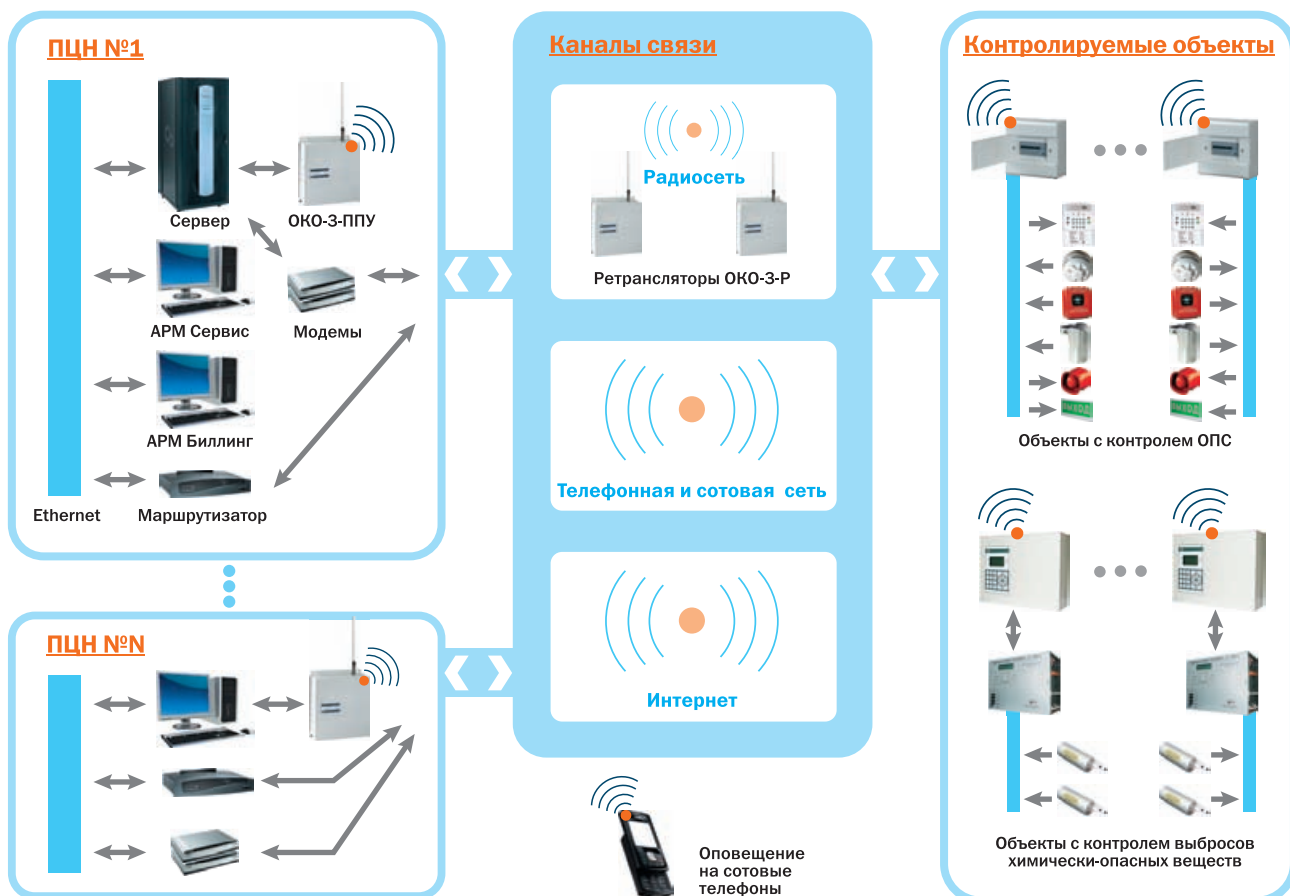 ПЦН №1
Сервер
ОКО-3-ППУ
АРМ Сервис
Модемы
АРМ Биллинг
Ethernet
Маршрутизатор
ПЦН №N
Каналы связи
Радиосеть
Ретрансляторы ОКО-3-Р
Телефонная и сотовая сеть
Интернет
Оповещение
на сотовые
телефоны
Контролируемые объекты
ВЫХОД
ВЫХОД
Объекты с контролем ОПС
Объекты с контролем выбросов
химически-опасных веществ